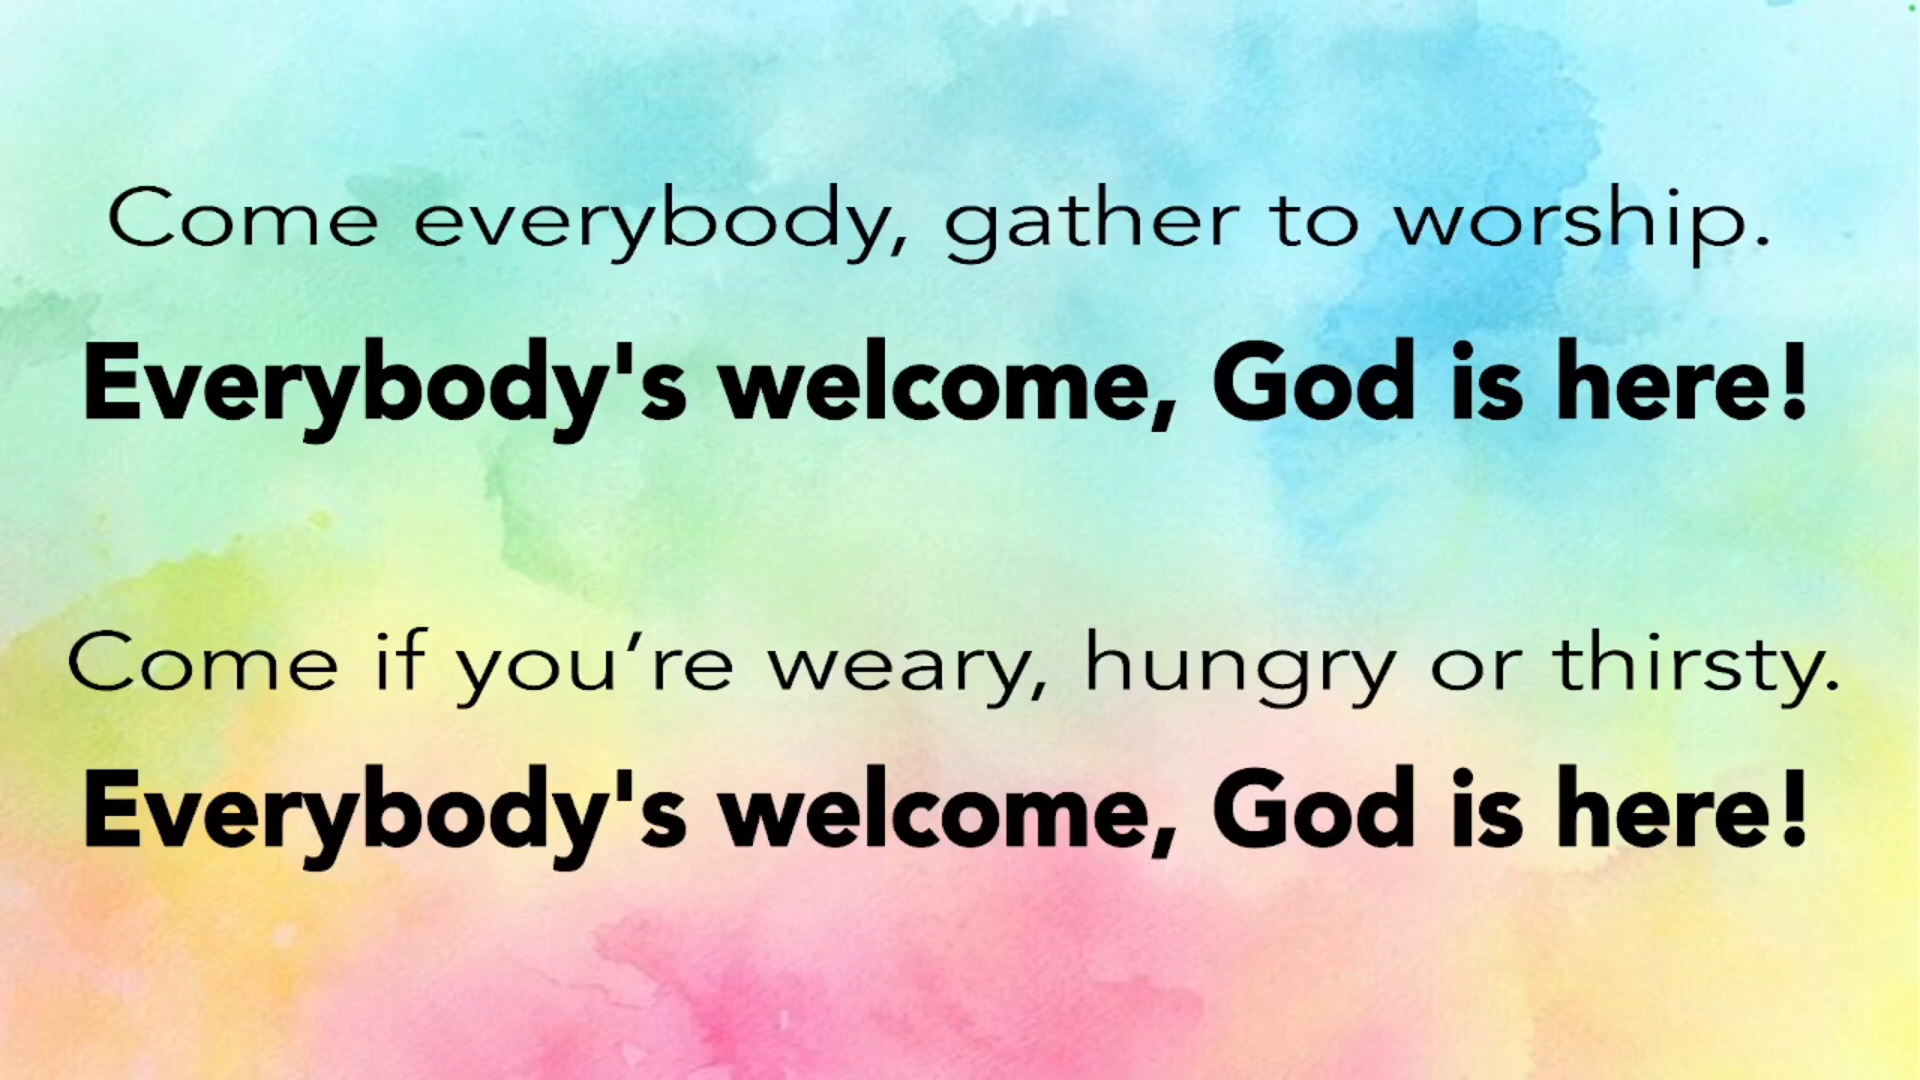 Come everybody, gather to worship.
Everybody's welcome, God is here!
Come if you’re weary, hungry or thirsty.
Everybody's welcome, God is here!